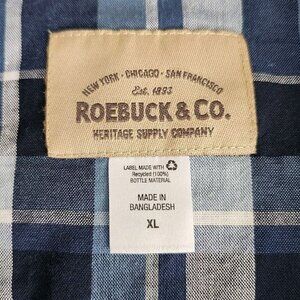 NEW YORK · CHICAGO · SAN FRANCISCO
Est. 1893
ROEBUCK & CO.
HERITAGE SUPPLY COMPANY
LABEL MADE WITH
Recycled (100%)
BOTTLE MATERIAL
MADE IN
BANGLADESH
XL